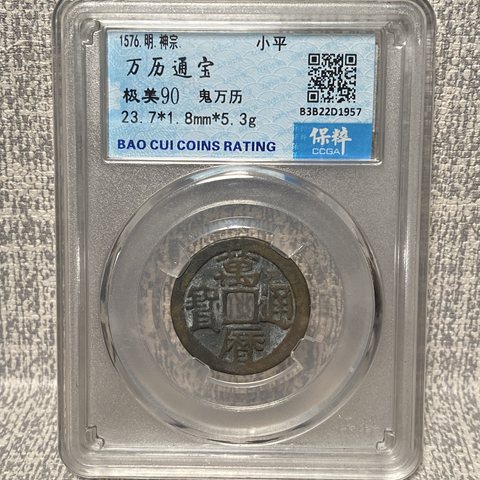 1576.明.神宗. 小平
万历通宝
极美90 鬼万历
23.7*1.8mm*5.3g
B3B22D1957
BAO CUI COINS RATING
保粹
CCGA
萬
寳 通
曆